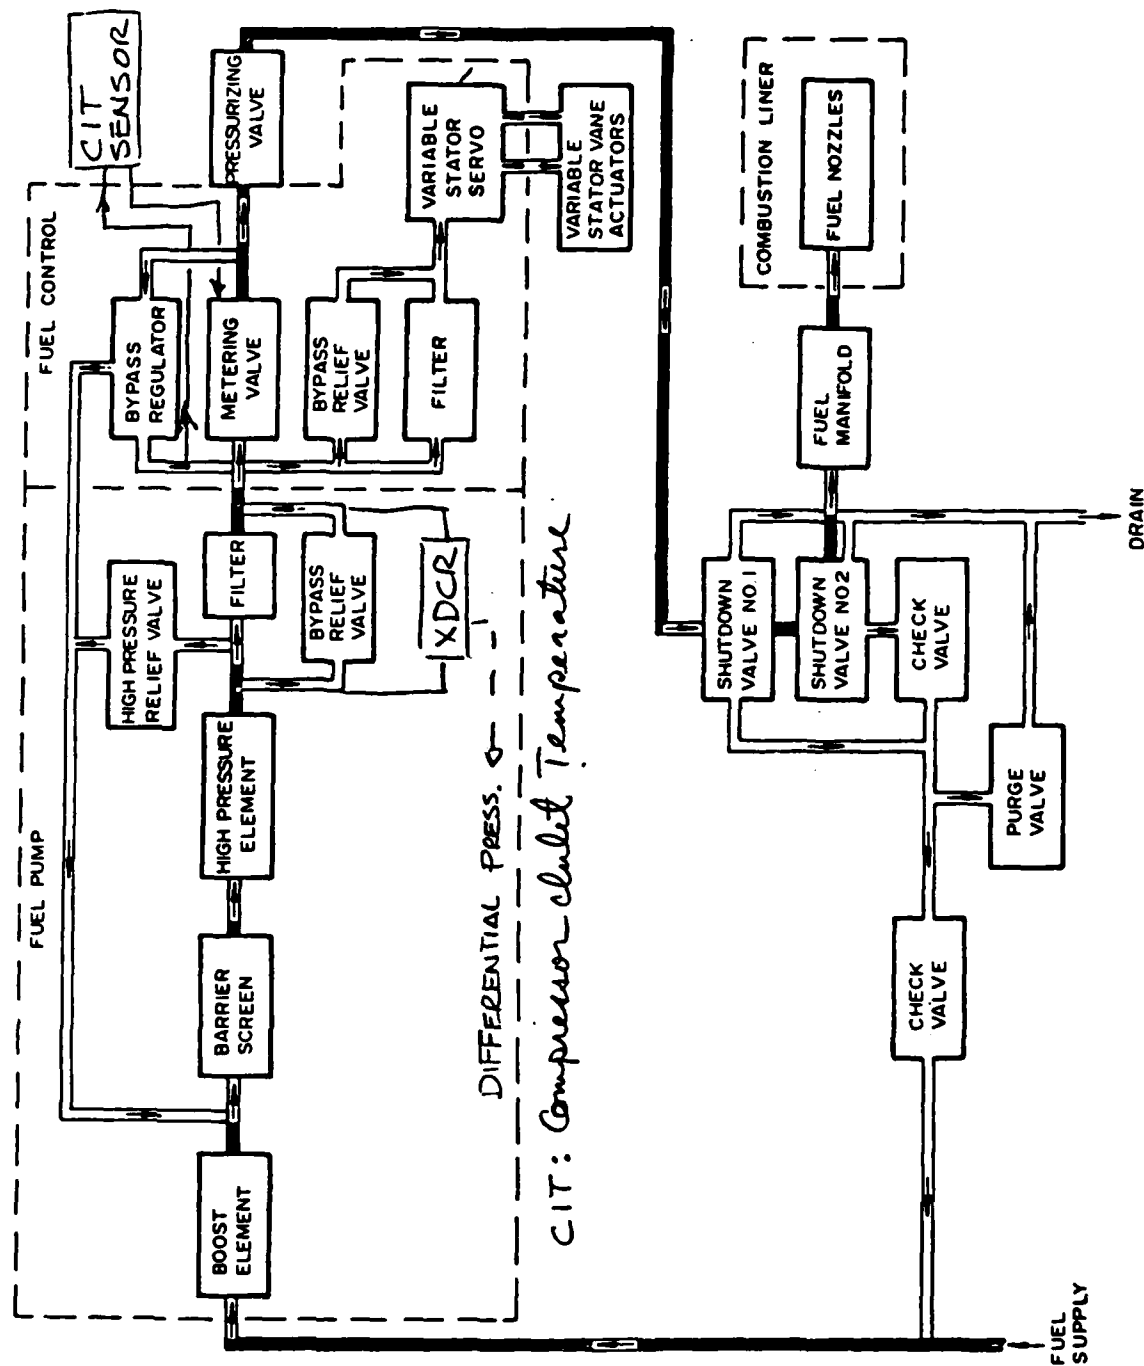 FUEL PUMP
FUEL CONTROL
CIT
SENSOR
BOOST
ELEMENT
BARRIER
SCREEN
HIGH PRESSURE
ELEMENT
HIGH PRESSURE
RELIEF VALVE
FILTER
BYPASS
RELIEF
VALVE
XDCR
BYPASS
REGULATOR
METERING
VALVE
BYPASS
RELIEF
VALVE
FILTER
PRESSURIZING
VALVE
VARIABLE
STATOR
SERVO
VARIABLE
STATOR VANE
ACTUATORS
DIFFERENTIAL PRESS.
CIT: Compressor Inlet Temperature
SHUTDOWN
VALVE NO.1
SHUTDOWN
VALVE NO2
CHECK
VALVE
FUEL
MANIFOLD
COMBUSTION LINER
FUEL NOZZLES
CHECK
VALVE
PURGE
VALVE
FUEL
SUPPLY
DRAIN